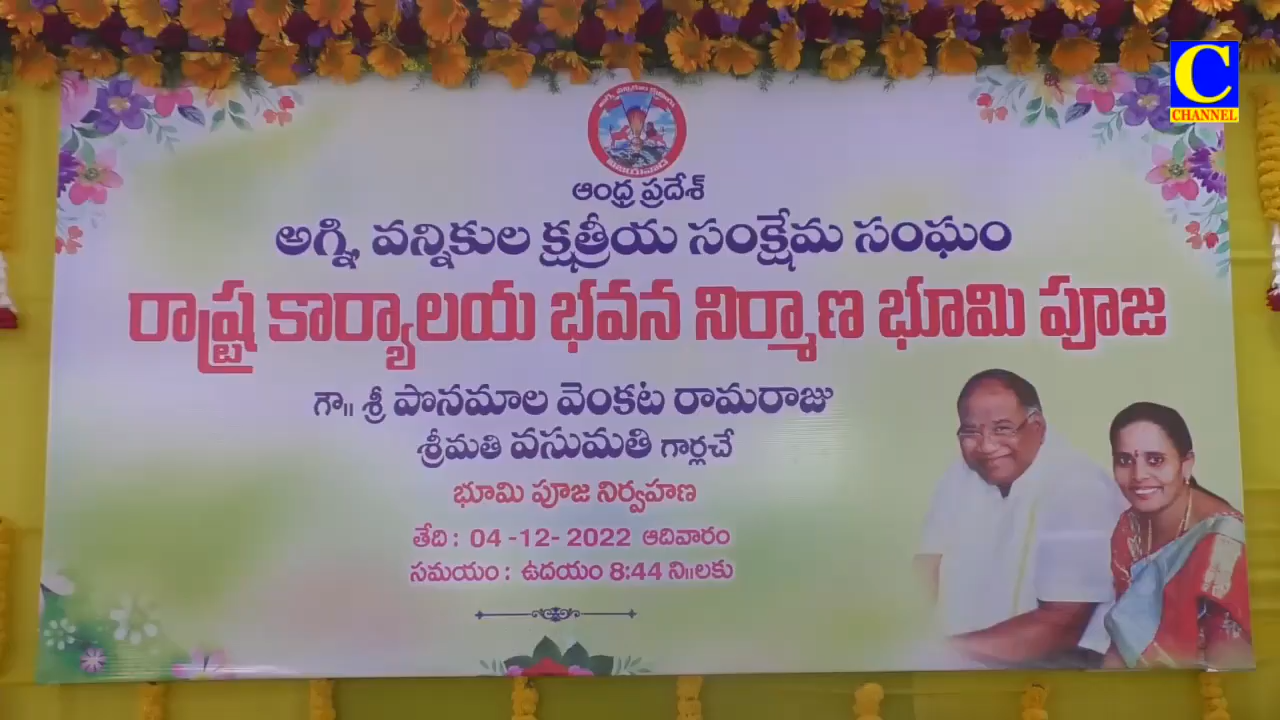 C
CHANNEL
విజయవాడ
ఆంధ్ర ప్రదేశ్
అగ్ని వన్నికుల క్షత్రీయ సంక్షేమ సంఘం
రాష్ట్ర కార్యాలయ భవన నిర్మాణ భూమి పూజ
గౌ॥ శ్రీ పొనమాల వెంకట రామరాజు
శ్రీమతి వసుమతి గార్లచే
భూమి పూజ నిర్వహణ
తేది : 04 -12- 2022 ఆదివారం
సమయం : ఉదయం 8:44 ని॥లకు